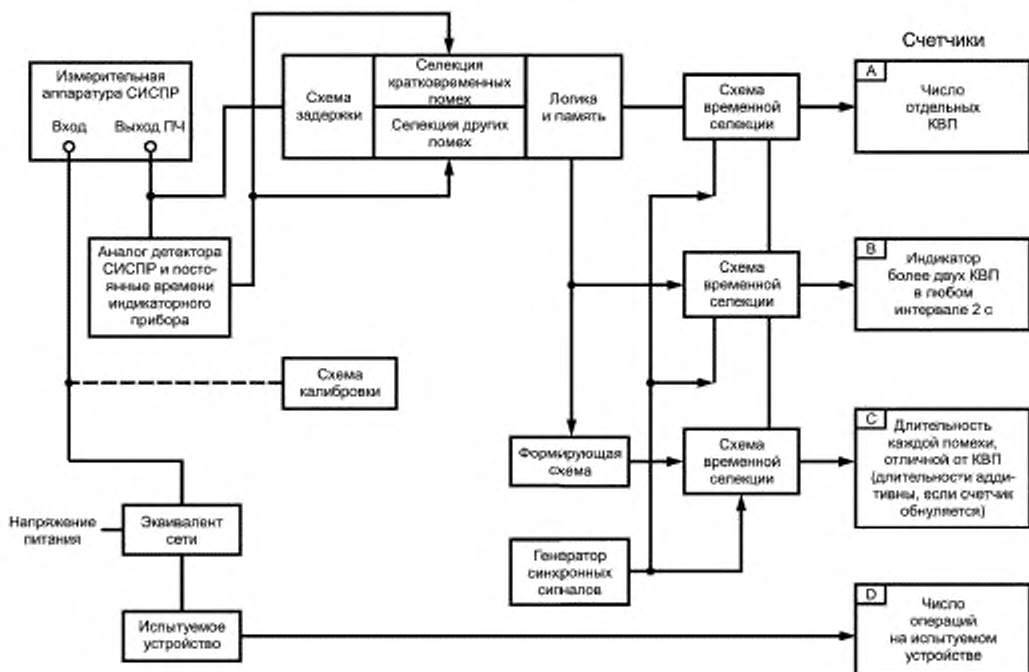 Счетчики
Измерительная
аппаратура СИСПР
Вход
Выход ПЧ
Схема
задержки
Селекция
кратковременных
помех
Селекция других
помех
Логика
и память
Схема
временной
селекции
A
Число
отдельных
КВП
Аналог детектора
СИСПР и посто-
янные времени
индикаторного
прибора
Схема
временной
селекции
B
Индикатор
более двух КВП
в любом
интервале 2 с
Схема
калибровки
Формирующая
схема
Схема
временной
селекции
C
Длительность
каждой помехи,
отличной от КВП
(длительности адди-
тивны, если счетчик
обнуляется)
Напряжение
питания
Эквивалент
сети
Генератор
синхронных
сигналов
Испытуемое
устройство
D
Число
операций
на испытуемом
устройстве